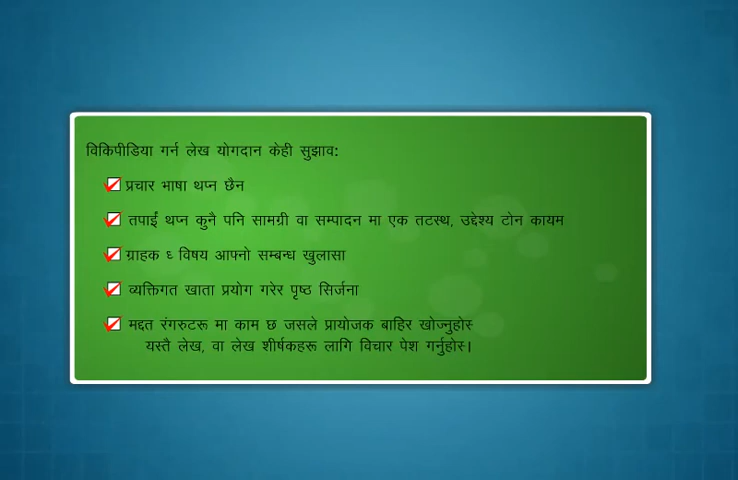 विकिपीडिया गर्न लेख योगदान केही सुझाव:
प्रचार भाषा थप्न छैन
तपाईं थप्न कुनै पनि सामग्री वा सम्पादन मा एक तटस्थ, उद्देश्य टोन कायम
ग्राहक ६ विषय आफ्नो सम्बन्ध खुलासा
व्यक्तिगत खाता प्रयोग गरेर पृष्ठ सिर्जना
मद्दत रंगरुटरू मा काम छ जसले प्रायोजक बाहिर खोज्नुहोस
यस्तै लेख, वा लेख शीर्षकहरू लागि विचार पेश गर्नुहोस।